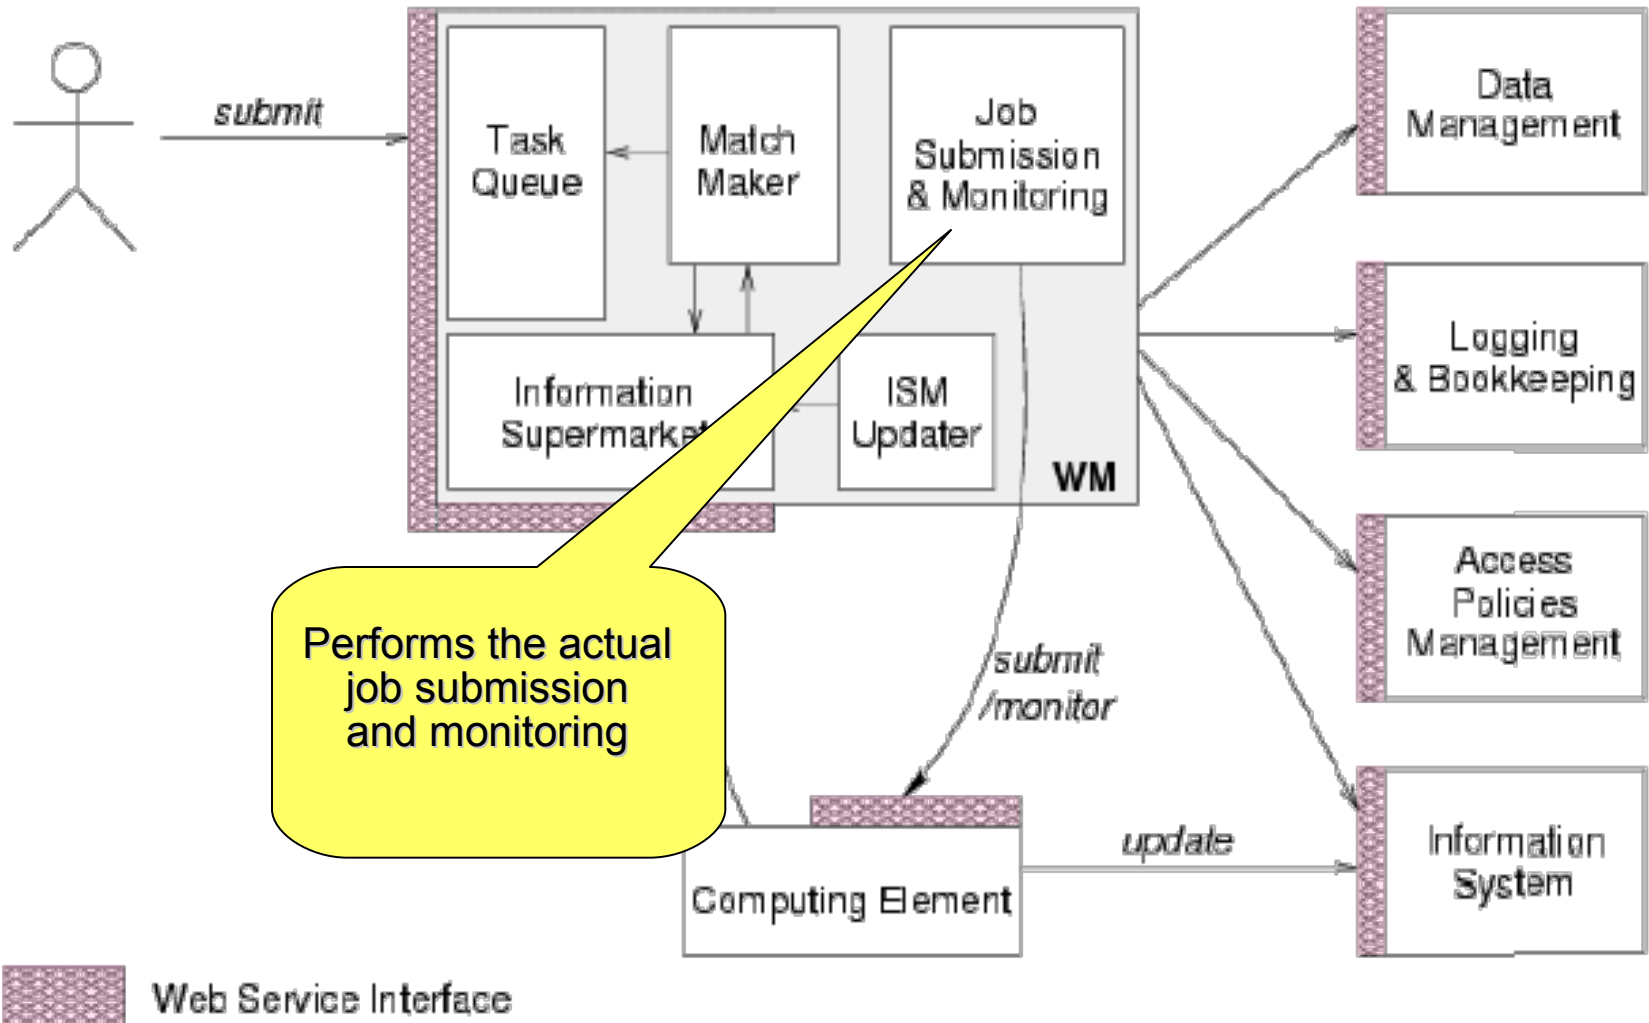 submit
Task
Queue
Match
Maker
Job
Submission
& Monitoring
Information
Supermarket
ISM
Updater
WM
Data
Management
Logging
& Bookkeeping
Access
Policies
Management
Performs the actual
job submission
and monitoring
submit
/monitor
Computing Element
update
Information
System
Web Service Interface